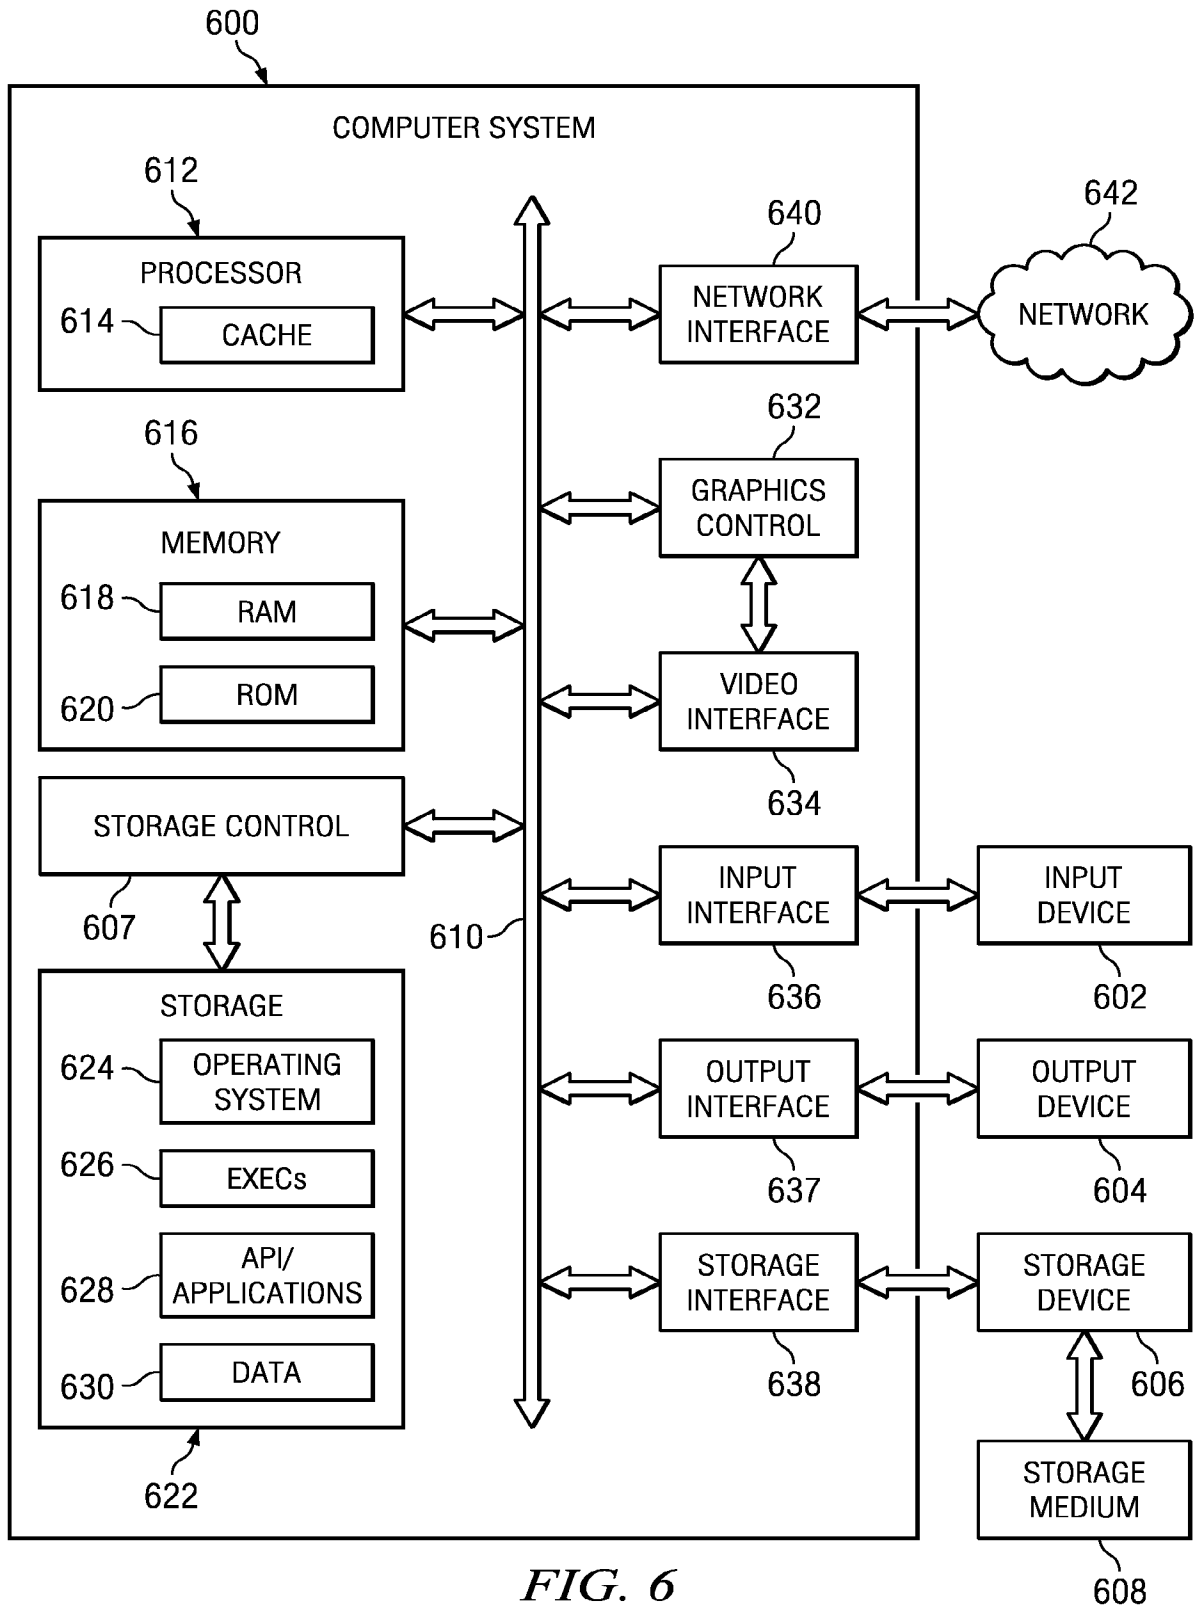 600
COMPUTER SYSTEM
612
PROCESSOR
614
CACHE
616
MEMORY
618
RAM
620
ROM
STORAGE CONTROL
607
STORAGE
624
OPERATING
SYSTEM
626
EXECs
628
API/
APPLICATIONS
630
DATA
622
610
640
NETWORK
INTERFACE
642
NETWORK
632
GRAPHICS
CONTROL
VIDEO
INTERFACE
634
INPUT
INTERFACE
636
INPUT
DEVICE
602
OUTPUT
INTERFACE
637
OUTPUT
DEVICE
604
STORAGE
INTERFACE
638
STORAGE
DEVICE
606
STORAGE
MEDIUM
608
FIG. 6